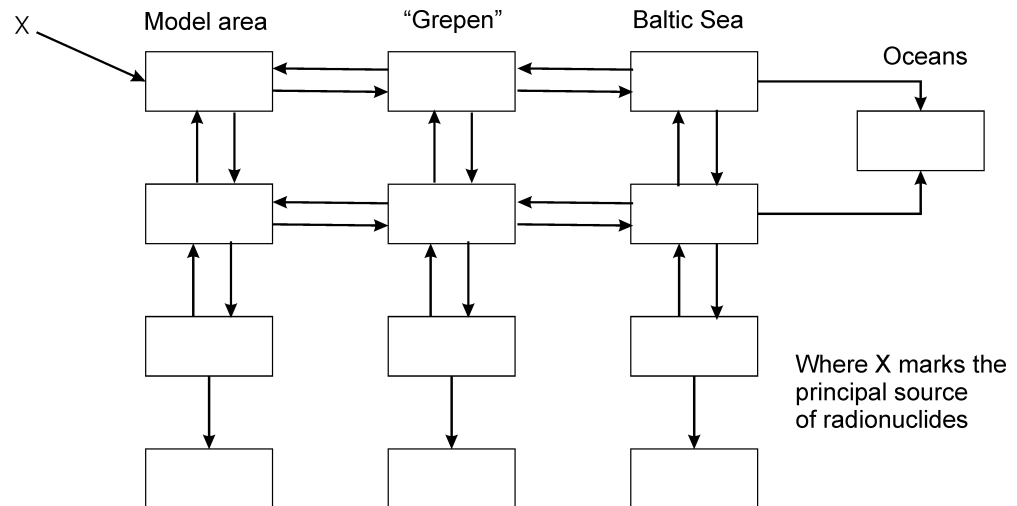 X
Model area
“Grepen”
Baltic Sea
Oceans
Where X marks the
principal source
of radionuclides